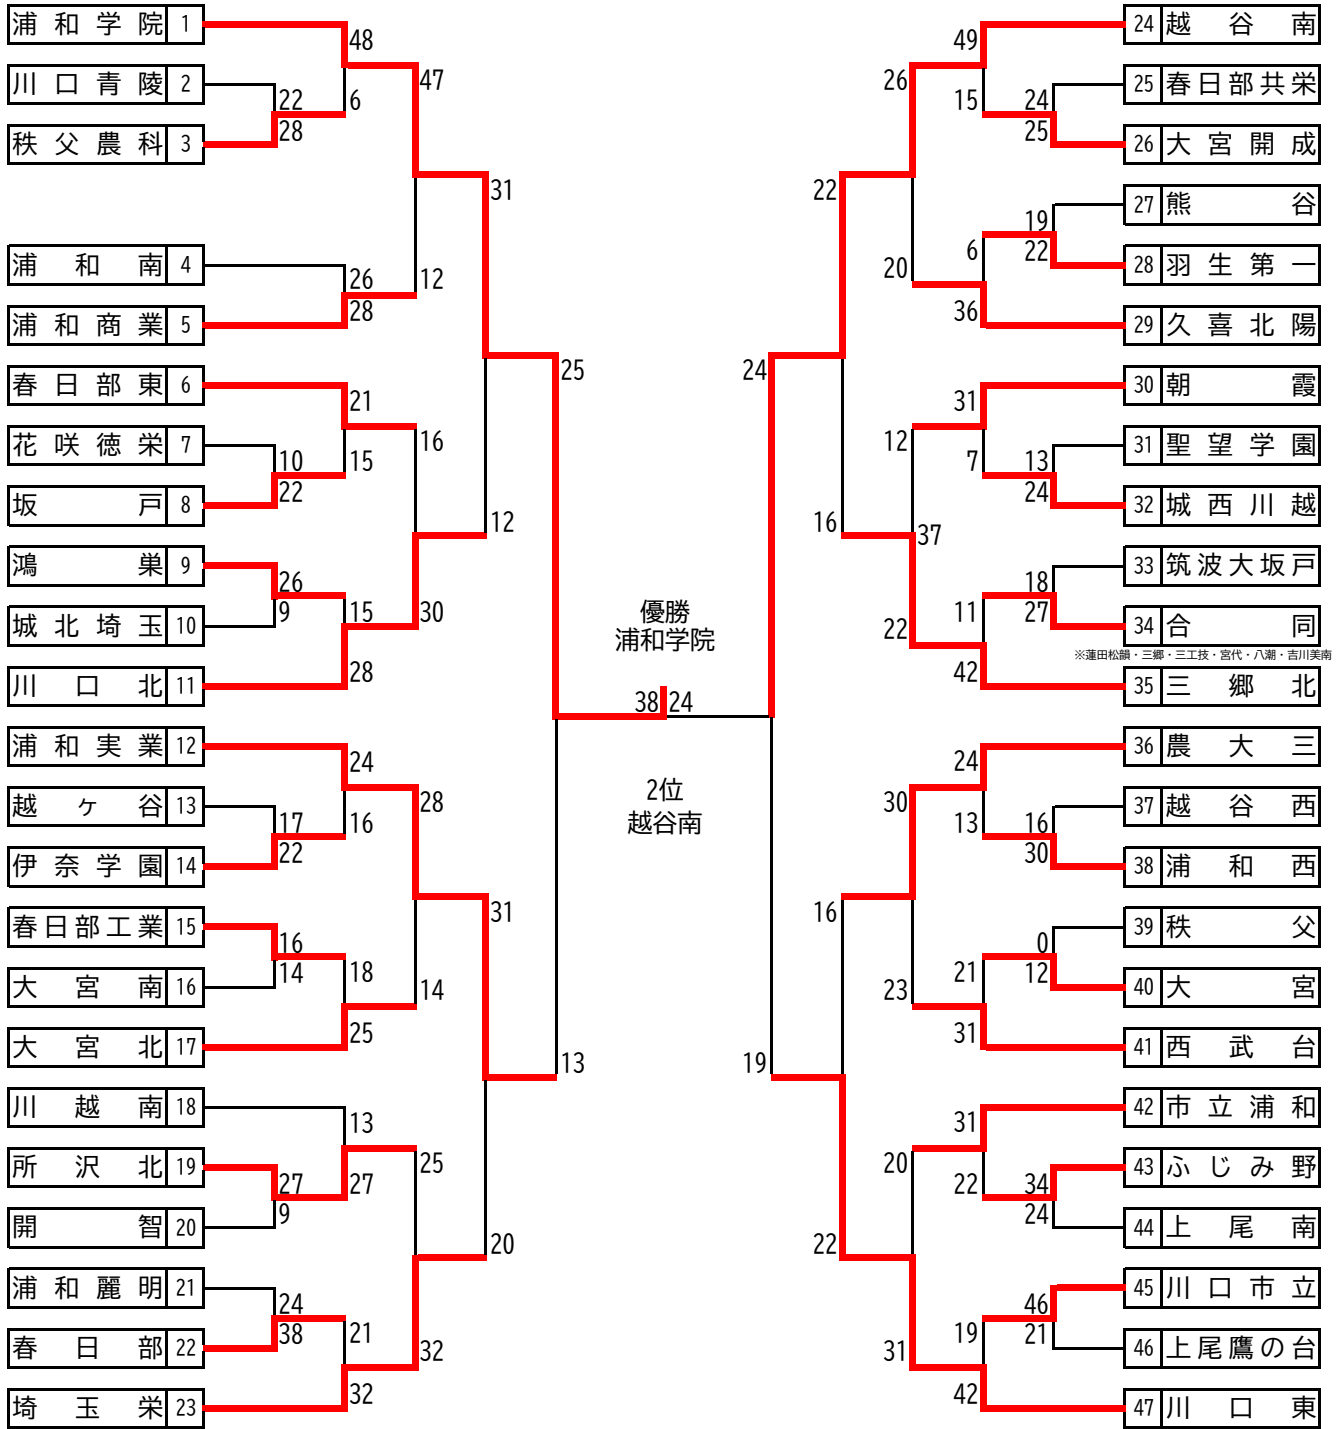 浦和学院 1
川口青陵 2
秩父農科 3
浦和南 4
浦和商業 5
春日部東 6
花咲徳栄 7
坂戸 8
鴻巣 9
城北埼玉 10
川口北 11
浦和実業 12
越ヶ谷 13
伊奈学園 14
春日部工業 15
大宮南 16
大宮北 17
川越南 18
所沢北 19
開智 20
浦和麗明 21
春日部 22
埼玉栄 23
48
6
22
28
26
28
47
12
21
15
10
22
26
9
15
28
16
30
31
12
24
16
17
22
16
14
18
25
28
14
13
27
27
9
24
38
21
32
25
32
31
20
25
13
優勝
浦和学院
38 24
2位
越谷南
24
19
22
16
16
22
26
20
12
37
22
30
23
20
31
49
15
24
25
19
22
6
36
31
7
13
24
18
27
11
42
24
13
16
30
0
12
21
31
31
22
34
24
46
21
19
42
24 越谷南
25 春日部共栄
26 大宮開成
27 熊谷
28 羽生第一
29 久喜北陽
30 朝霞
31 聖望学園
32 城西川越
33 筑波大坂戸
34 合同
※蓮田松韻・三郷・三工技・宮代・八潮・吉川美南
35 三郷北
36 農大三
37 越谷西
38 浦和西
39 秩父
40 大宮
41 西武台
42 市立浦和
43 ふじみ野
44 上尾南
45 川口市立
46 上尾鷹の台
47 川口東